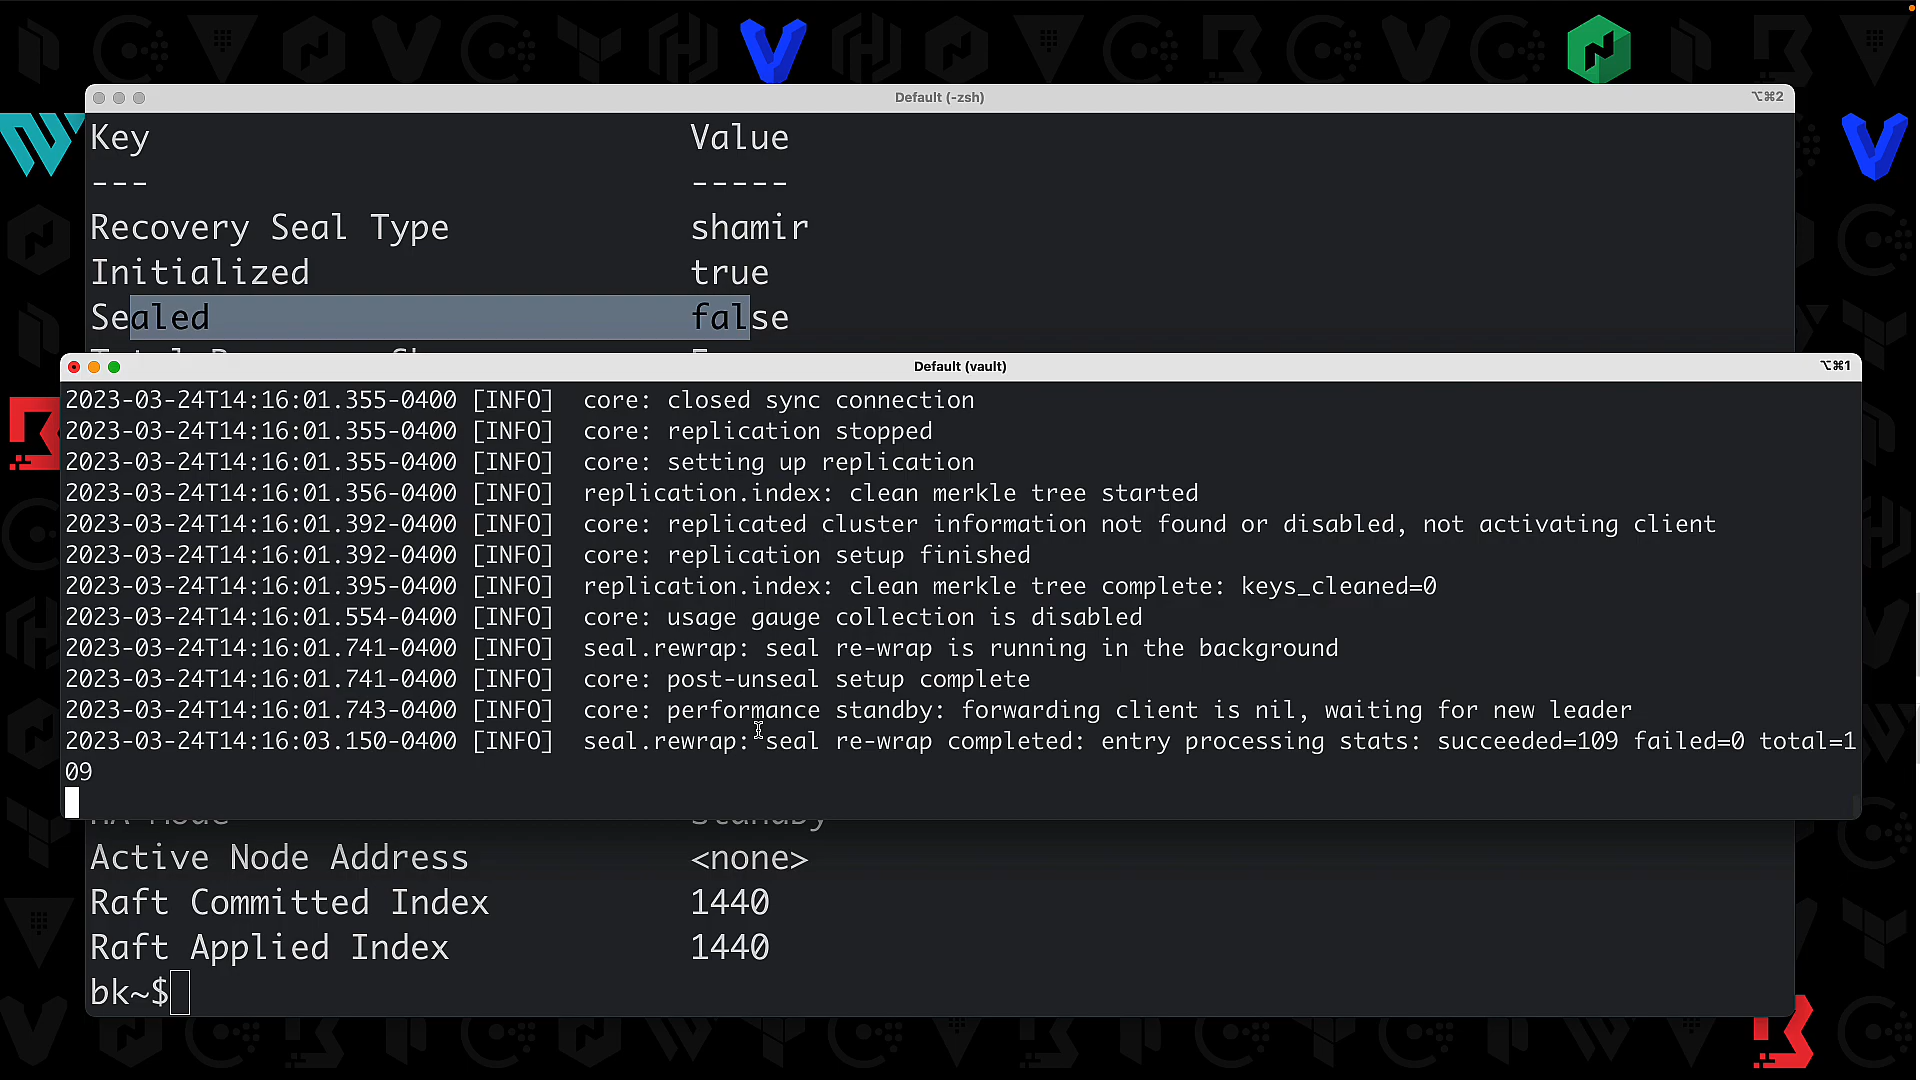 Default (-zsh)
⌥⌘2
Key Value
--- -----
Recovery Seal Type shamir
Initialized true
Sealed false
Default (vault)
⌥⌘1
2023-03-24T14:16:01.355-0400 [INFO]  core: closed sync connection
2023-03-24T14:16:01.355-0400 [INFO]  core: replication stopped
2023-03-24T14:16:01.355-0400 [INFO]  core: setting up replication
2023-03-24T14:16:01.356-0400 [INFO]  replication.index: clean merkle tree started
2023-03-24T14:16:01.392-0400 [INFO]  core: replicated cluster information not found or disabled, not activating client
2023-03-24T14:16:01.392-0400 [INFO]  core: replication setup finished
2023-03-24T14:16:01.395-0400 [INFO]  replication.index: clean merkle tree complete: keys_cleaned=0
2023-03-24T14:16:01.554-0400 [INFO]  core: usage gauge collection is disabled
2023-03-24T14:16:01.741-0400 [INFO]  seal.rewrap: seal re-wrap is running in the background
2023-03-24T14:16:01.741-0400 [INFO]  core: post-unseal setup complete
2023-03-24T14:16:01.743-0400 [INFO]  core: performance standby: forwarding client is nil, waiting for new leader
2023-03-24T14:16:03.150-0400 [INFO]  seal.rewrap: seal re-wrap completed: entry processing stats: succeeded=109 failed=0 total=1
09
Active Node Address <none>
Raft Committed Index 1440
Raft Applied Index 1440
bk~$